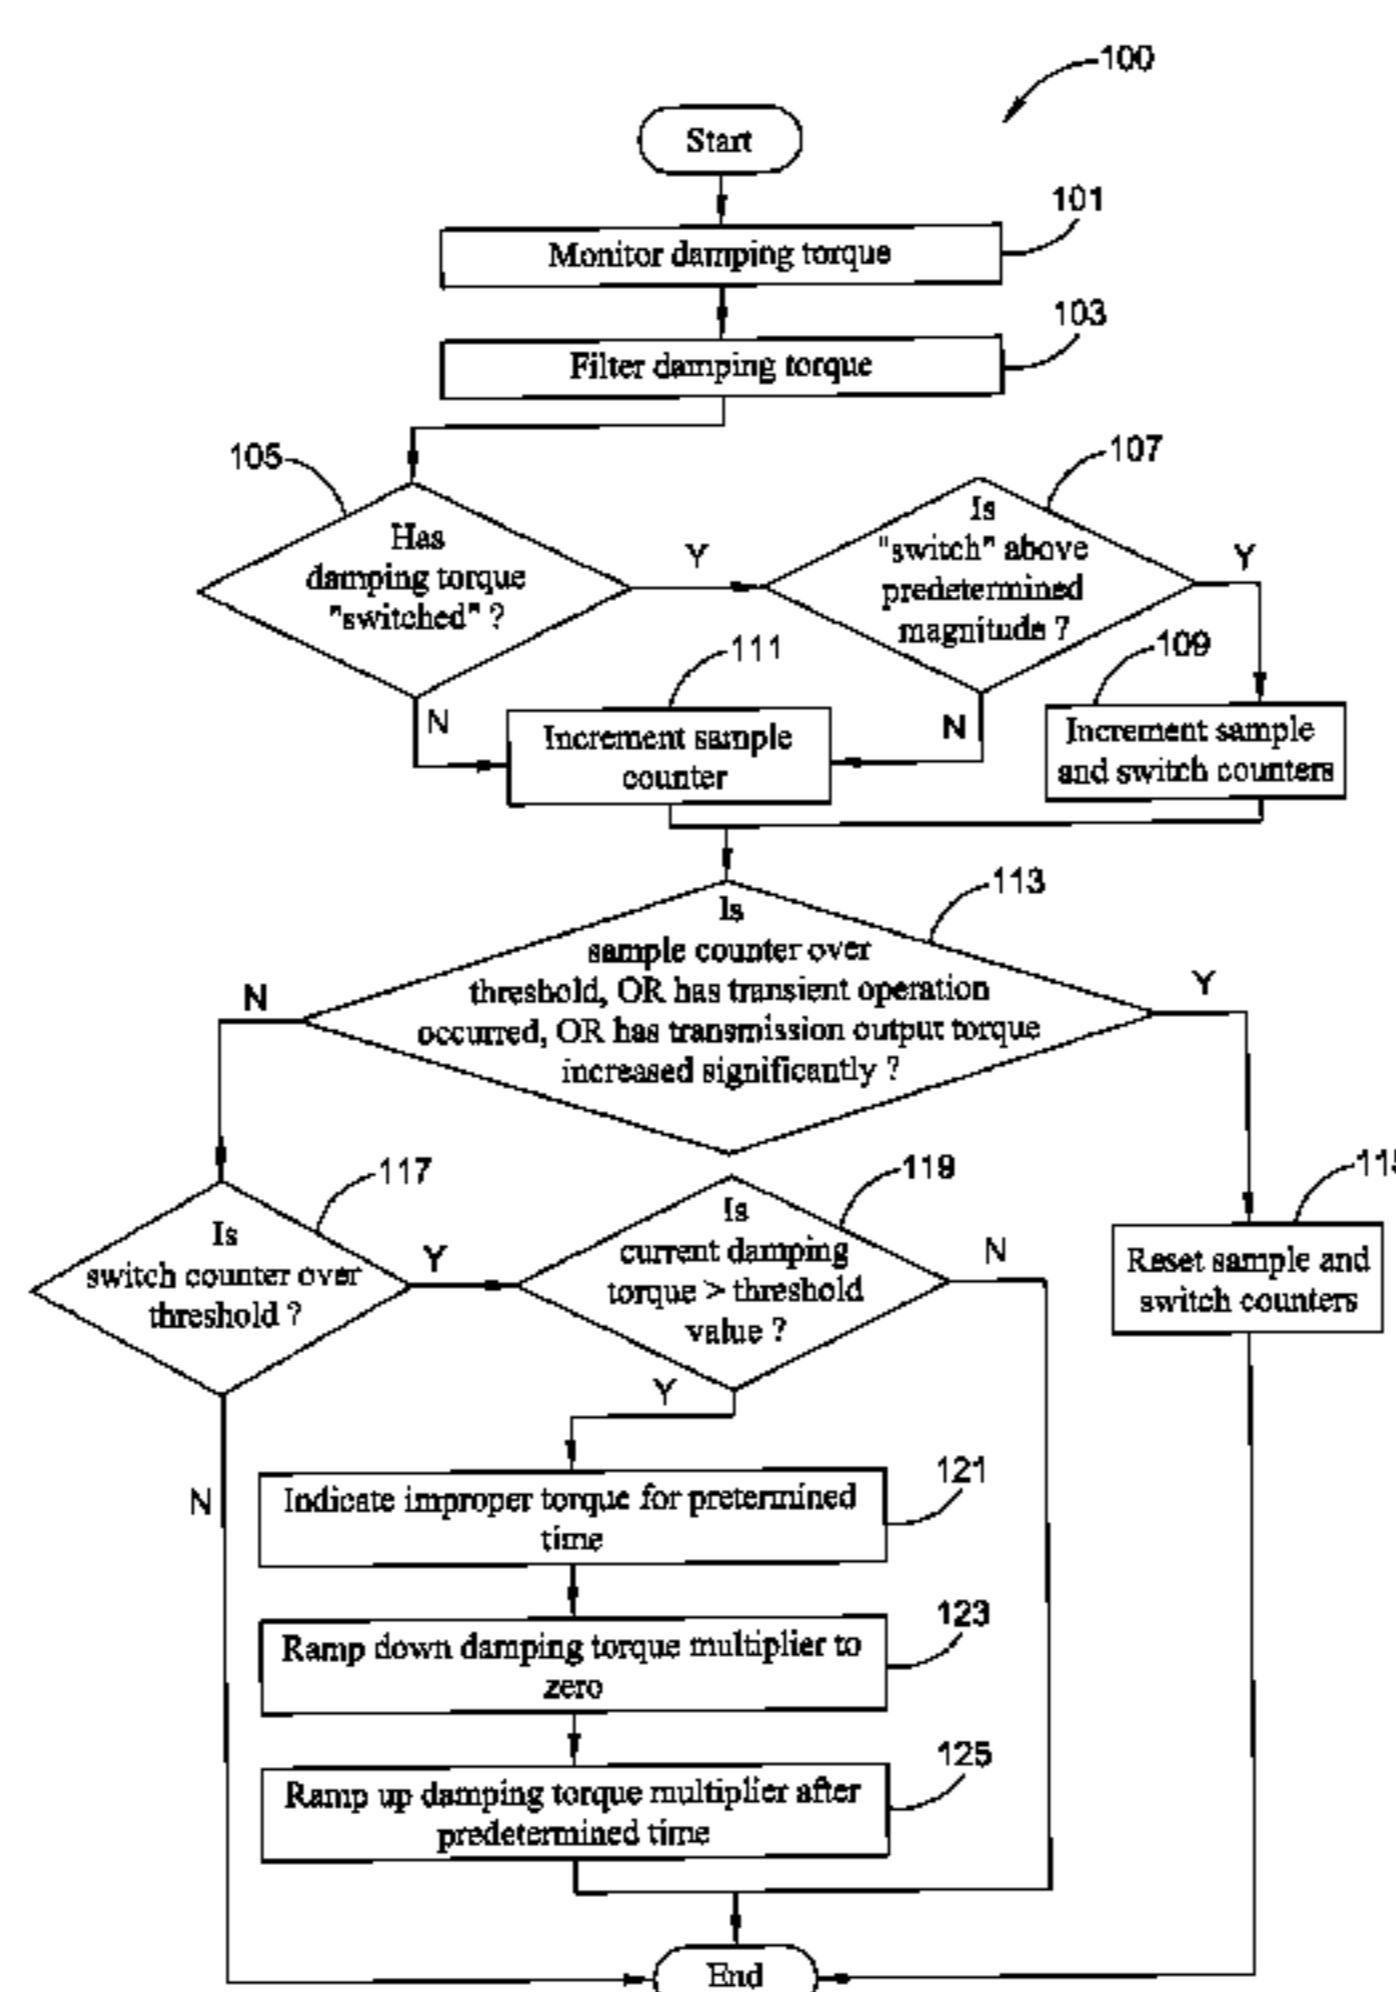 100
Start
101
Monitor damping torque
103
Filter damping torque
105
107
Has
damping torque
"switched" ?
Y
Is
"switch" above
predetermined
magnitude ?
Y
N
111
Increment sample
counter
N
109
Increment sample
and switch counters
113
Is
sample counter over
threshold, OR has transient operation
occurred, OR has transmission output torque
increased significantly ?
N
Y
117
Is
switch counter over
threshold ?
Y
119
Is
current damping
torque > threshold
value ?
N
115
Reset sample and
switch counters
Y
N
121
Indicate improper torque for pretermined
time
123
Ramp down damping torque multiplier to
zero
125
Ramp up damping torque multiplier after
predetermined time
End